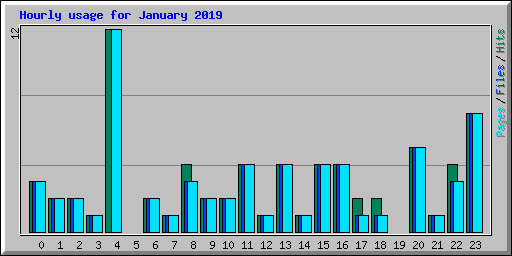 Hourly usage for January 2019
12
Pages/Files/Hits
0 1 2 3 4 5 6 7 8 9 10 11 12 13 14 15 16 17 18 19 20 21 22 23